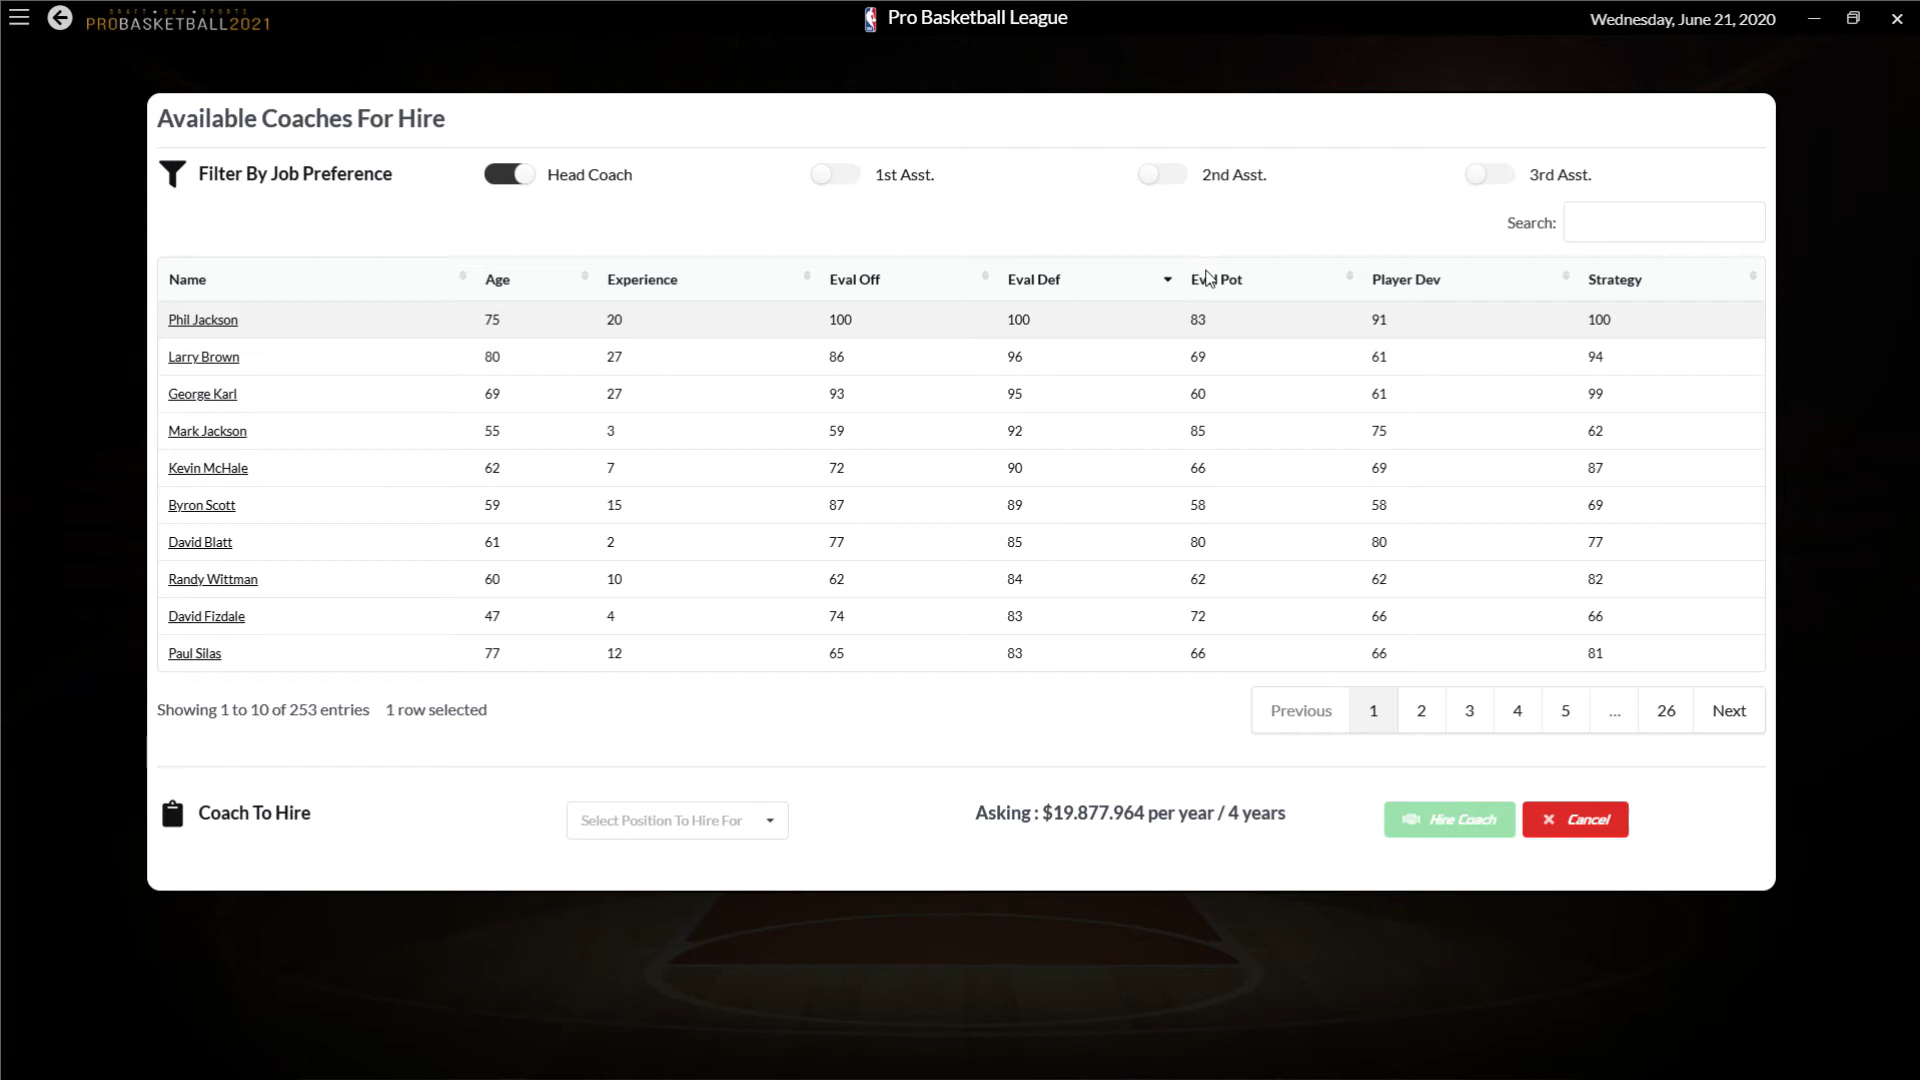 DRAFT • DAY • SPORTS
PROBASKETBALL2021
Pro Basketball League
Wednesday, June 21, 2020
Available Coaches For Hire
Filter By Job Preference Head Coach 1st Asst. 2nd Asst. 3rd Asst.
Search:
Name Age Experience Eval Off Eval Def Eval Pot Player Dev Strategy
Phil Jackson 75 20 100 100 83 91 100
Larry Brown 80 27 86 96 69 61 94
George Karl 69 27 93 95 60 61 99
Mark Jackson 55 3 59 92 85 75 62
Kevin McHale 62 7 72 90 66 69 87
Byron Scott 59 15 87 89 58 58 69
David Blatt 61 2 77 85 80 80 77
Randy Wittman 60 10 62 84 62 62 82
David Fizdale 47 4 74 83 72 66 66
Paul Silas 77 12 65 83 66 66 81
Showing 1 to 10 of 253 entries 1 row selected
Previous 1 2 3 4 5 ... 26 Next
Coach To Hire Select Position To Hire For Asking : $19.877.964 per year / 4 years Hire Coach Cancel